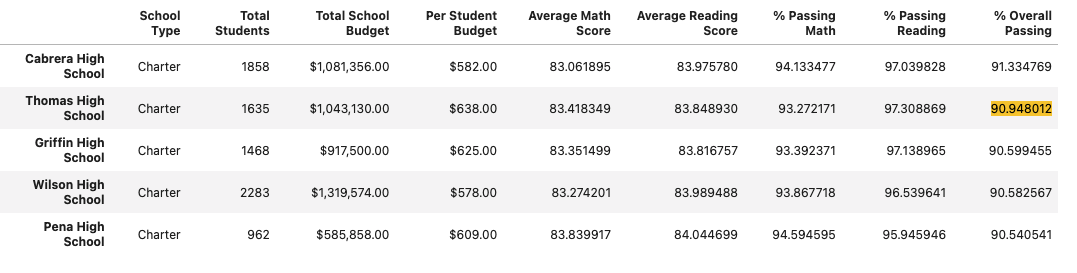 School Type Total Students Total School Budget Per Student Budget Average Math Score Average Reading Score % Passing Math % Passing Reading % Overall Passing
Cabrera High School Charter 1858 $1,081,356.00 $582.00 83.061895 83.975780 94.133477 97.039828 91.334769
Thomas High School Charter 1635 $1,043,130.00 $638.00 83.418349 83.848930 93.272171 97.308869 90.948012
Griffin High School Charter 1468 $917,500.00 $625.00 83.351499 83.816757 93.392371 97.138965 90.599455
Wilson High School Charter 2283 $1,319,574.00 $578.00 83.274201 83.989488 93.867718 96.539641 90.582567
Pena High School Charter 962 $585,858.00 $609.00 83.839917 84.044699 94.594595 95.945946 90.540541